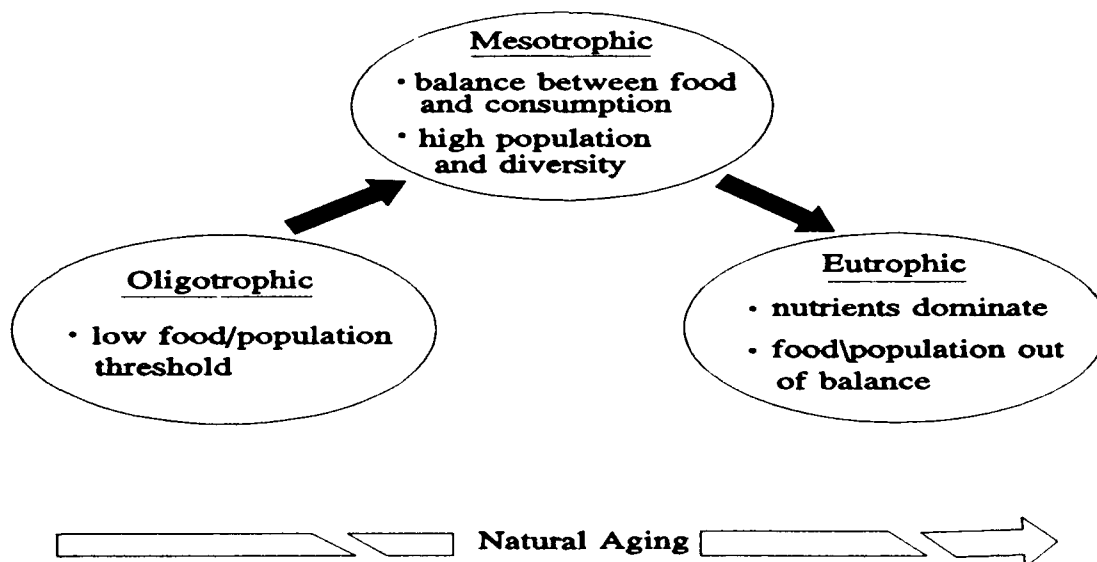 Mesotrophic
· balance between food
and consumption
· high population
and diversity
Oligotrophic
· low food/population
threshold
Eutrophic
· nutrients dominate
· food\population out
of balance
Natural Aging